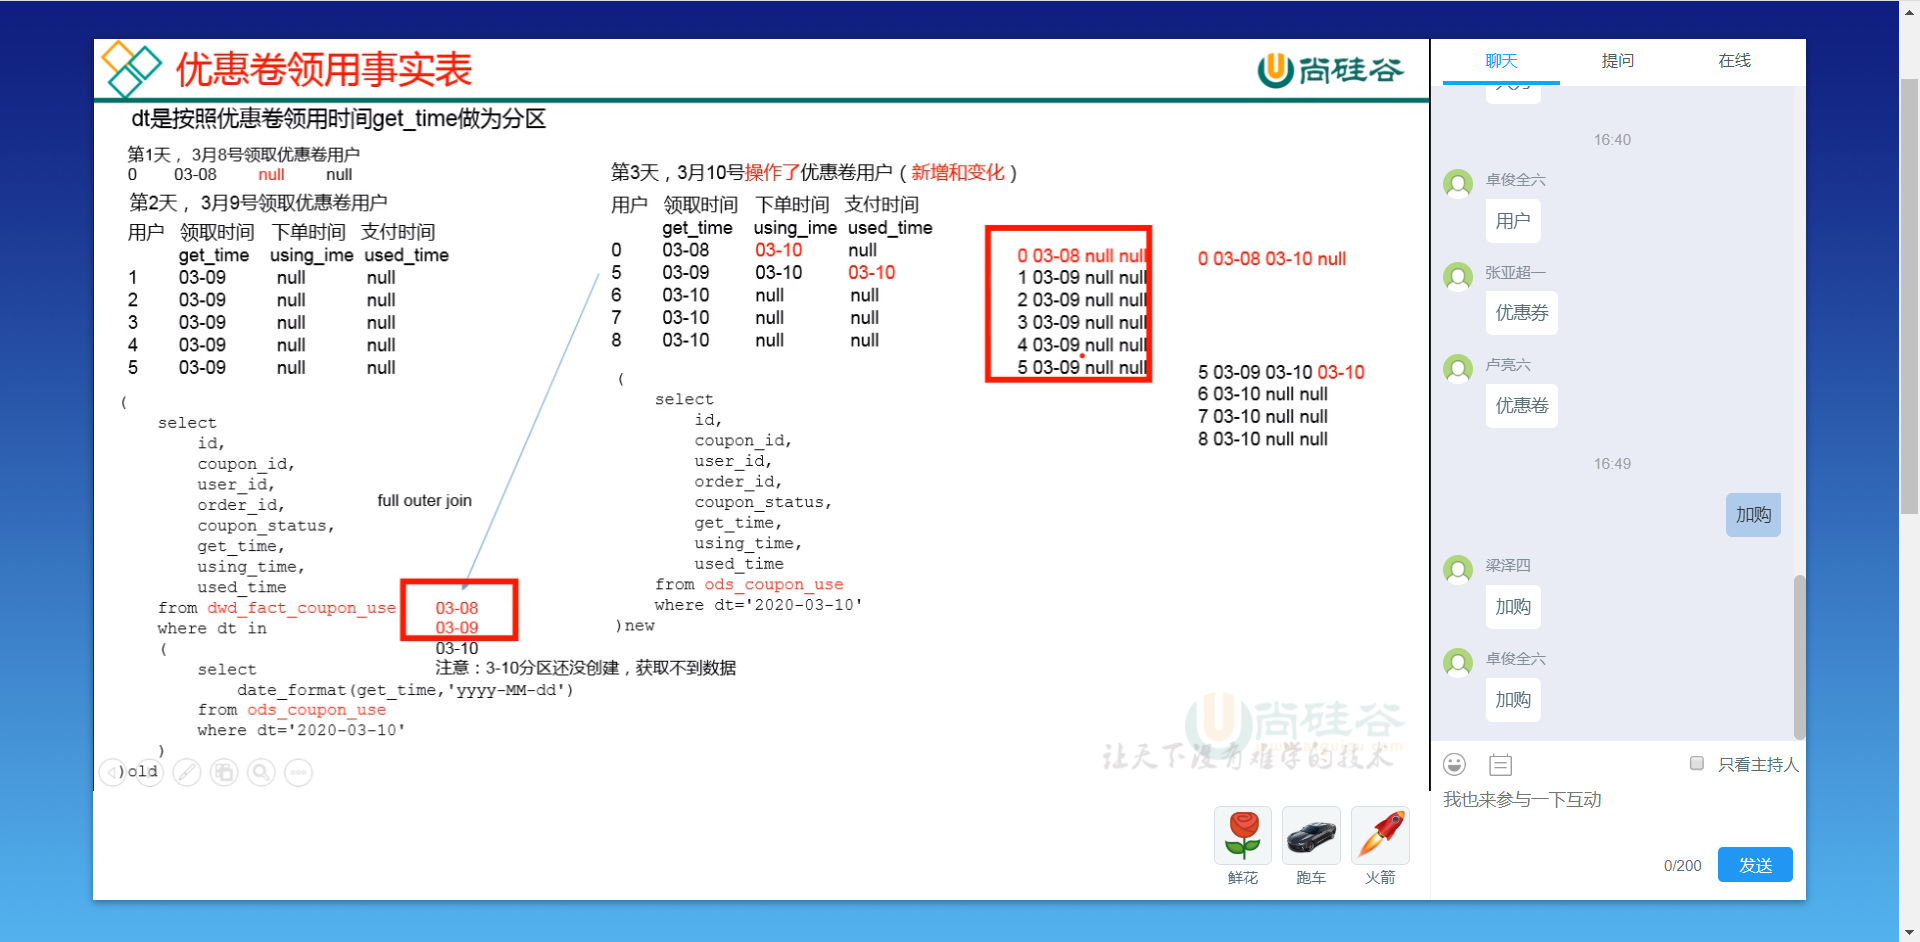 优惠卷领用事实表
尚硅谷
dt是按照优惠卷领用时间get_time做为分区
第1天，3月8号领取优惠卷用户
0 03-08 null null
第2天，3月9号领取优惠卷用户
用户 领取时间 下单时间 支付时间
get_time using_ime used_time
1 03-09 null null
2 03-09 null null
3 03-09 null null
4 03-09 null null
5 03-09 null null
(
select
id,
coupon_id,
user_id,
order_id,
coupon_status,
get_time,
using_time,
used_time
from dwd_fact_coupon_use
where dt in
(
select
date_format(get_time,'yyyy-MM-dd')
from ods_coupon_use
where dt='2020-03-10'
)
)old
full outer join
03-08
03-09
03-10
注意：3-10分区还没创建，获取不到数据
第3天，3月10号操作了优惠卷用户（新增和变化）
用户 领取时间 下单时间 支付时间
get_time using_ime used_time
0 03-08 03-10 null
5 03-09 03-10 03-10
6 03-10 null null
7 03-10 null null
8 03-10 null null
(
select
id,
coupon_id,
user_id,
order_id,
coupon_status,
get_time,
using_time,
used_time
from ods_coupon_use
where dt='2020-03-10'
)new
0 03-08 null null
1 03-09 null null
2 03-09 null null
3 03-09 null null
4 03-09 null null
5 03-09 null null
0 03-08 03-10 null
5 03-09 03-10 03-10
6 03-10 null null
7 03-10 null null
8 03-10 null null
尚硅谷
让天下没有难学的技术
鲜花 跑车 火箭
聊天 提问 在线
16:40
卓俊全六
用户
张亚超一
优惠券
卢亮六
优惠卷
16:49
加购
梁泽四
加购
卓俊全六
加购
只看主持人
我也来参与一下互动
0/200 发送